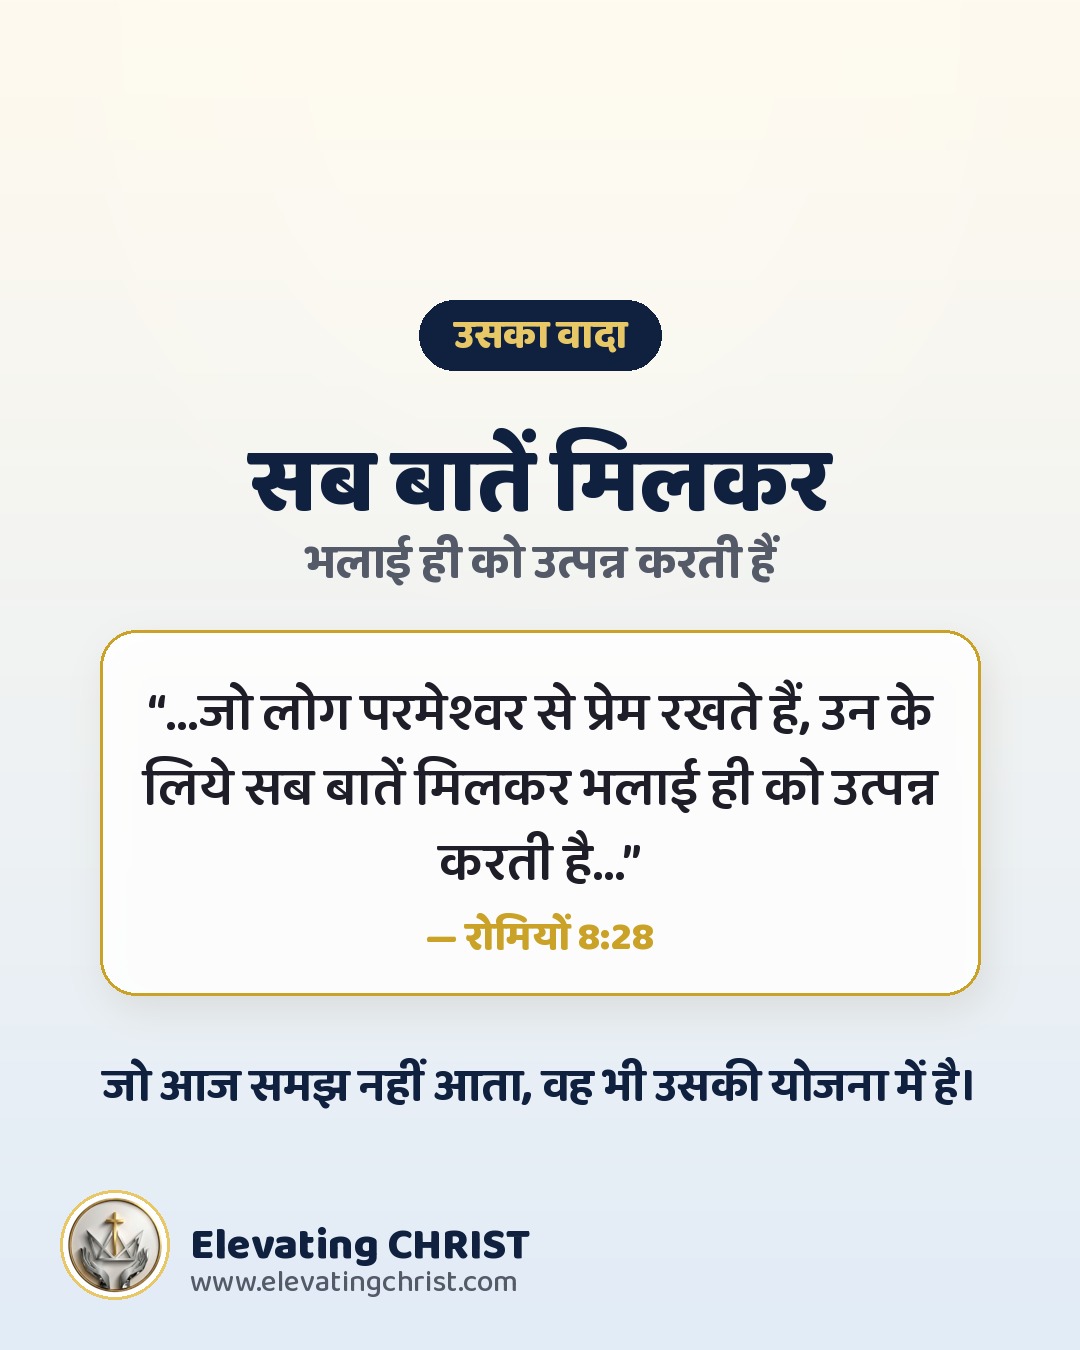 उसका वादा
सब बातें मिलकर
भलाई ही को उत्पन्न करती हैं
“...जो लोग परमेश्वर से प्रेम रखते हैं, उन के
लिये सब बातें मिलकर भलाई ही को उत्पन्न
करती है...”
— रोमियों 8:28
जो आज समझ नहीं आता, वह भी उसकी योजना में है।
Elevating CHRIST
www.elevatingchrist.com